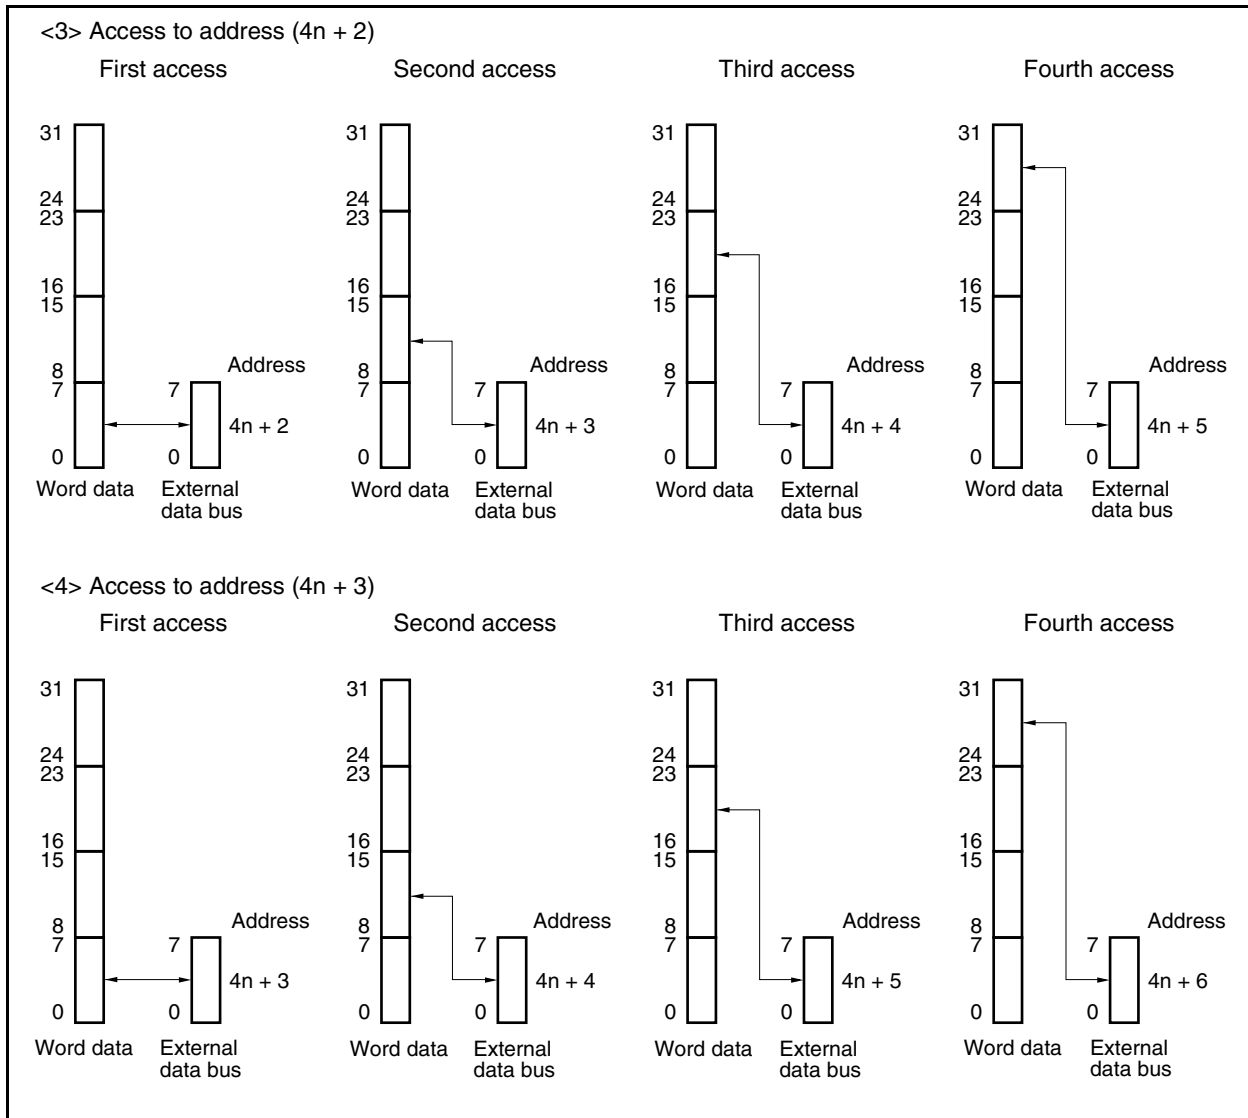 <3> Access to address (4n + 2)
First access Second access Third access Fourth access
31 31 31 31
24 24 24 24
23 23 23 23
16 16 16 16
15 15 15 15
Address Address Address Address
8 8 8 8
7 7 7 7 7 7 7 7
4n + 2 4n + 3 4n + 4 4n + 5
0 0 0 0 0 0 0 0
Word data External Word data External Word data External Word data External
data bus data bus data bus data bus
<4> Access to address (4n + 3)
First access Second access Third access Fourth access
31 31 31 31
24 24 24 24
23 23 23 23
16 16 16 16
15 15 15 15
Address Address Address Address
8 8 8 8
7 7 7 7 7 7 7 7
4n + 3 4n + 4 4n + 5 4n + 6
0 0 0 0 0 0 0 0
Word data External Word data External Word data External Word data External
data bus data bus data bus data bus